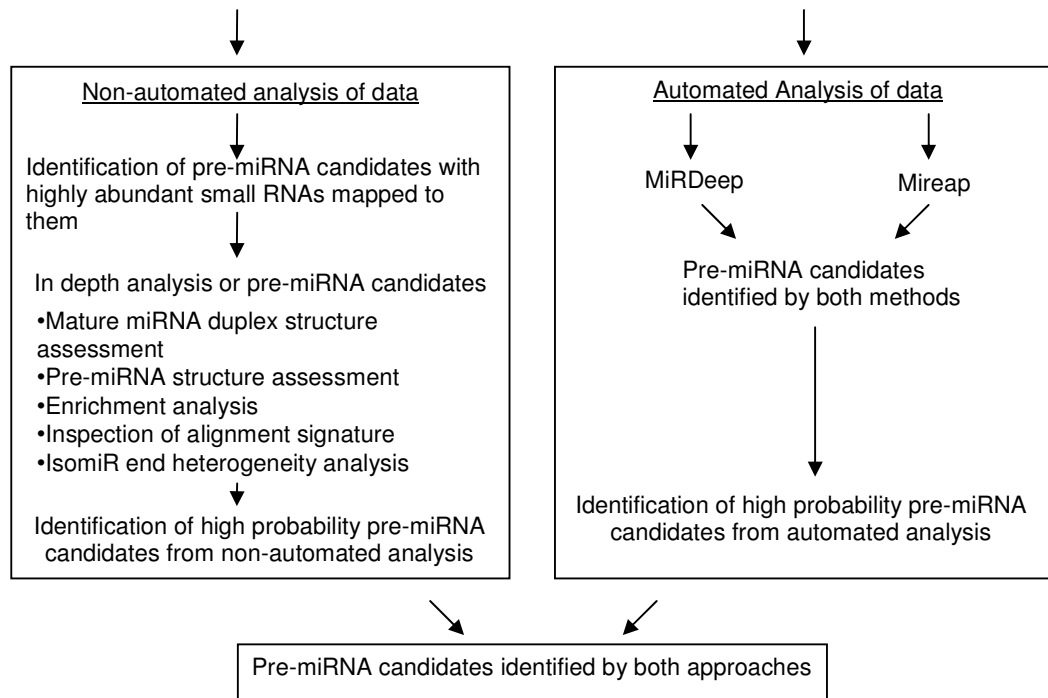 Non-automated analysis of data
Identification of pre-miRNA candidates with
highly abundant small RNAs mapped to
them
In depth analysis or pre-miRNA candidates
•Mature miRNA duplex structure
assessment
•Pre-miRNA structure assessment
•Enrichment analysis
•Inspection of alignment signature
•IsomiR end heterogeneity analysis
Identification of high probability pre-miRNA
candidates from non-automated analysis
Automated Analysis of data
MiRDeep
Mireap
Pre-miRNA candidates
identified by both methods
Identification of high probability pre-miRNA
candidates from automated analysis
Pre-miRNA candidates identified by both approaches